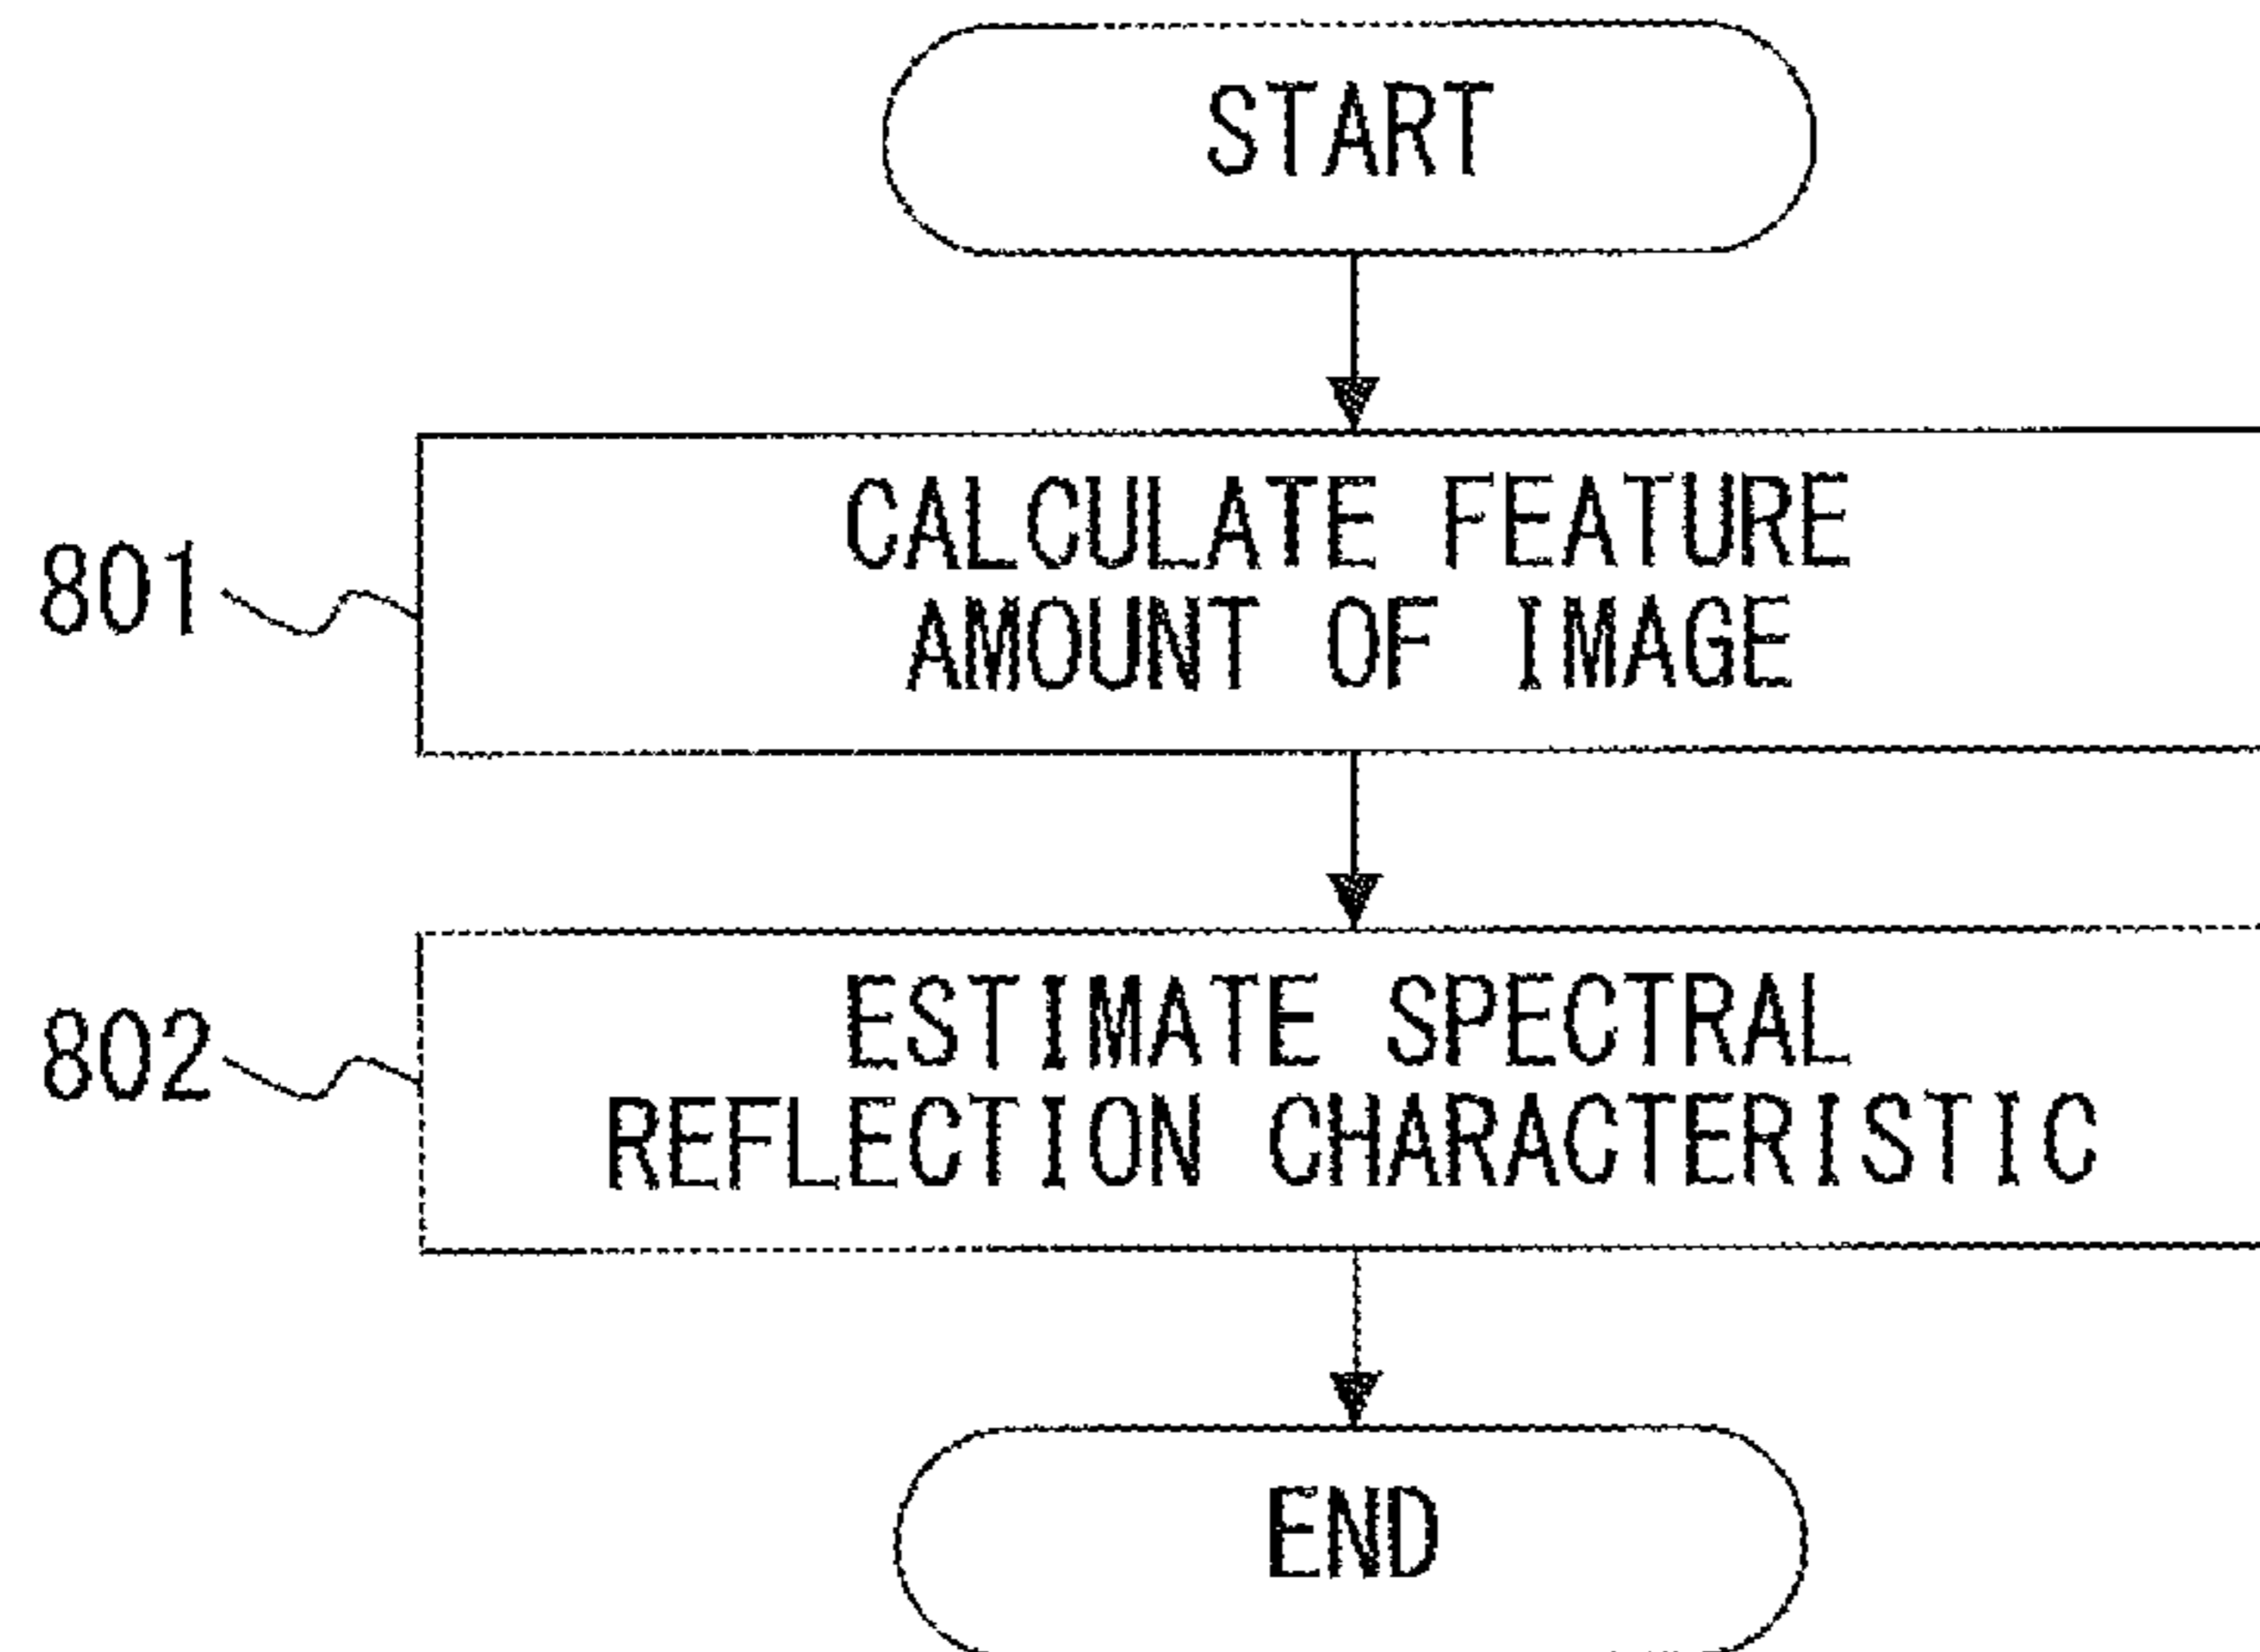 START
801
CALCULATE FEATURE
AMOUNT OF IMAGE
802
ESTIMATE SPECTRAL
REFLECTION CHARACTERISTIC
END